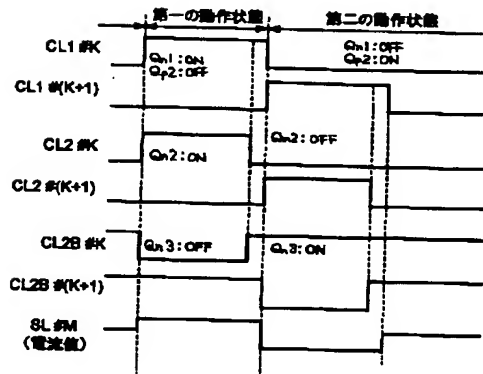 第一の動作状態
第二の動作状態
CL1 #K
Qn1:ON
Qp2:OFF
Qn1:OFF
Qp2:ON
CL1 #(K+1)
CL2 #K
Qn2:ON
Qn2:OFF
CL2 #(K+1)
CL2B #K
Qn3:OFF
Qn3:ON
CL2B #(K+1)
SL #M
(電流値)